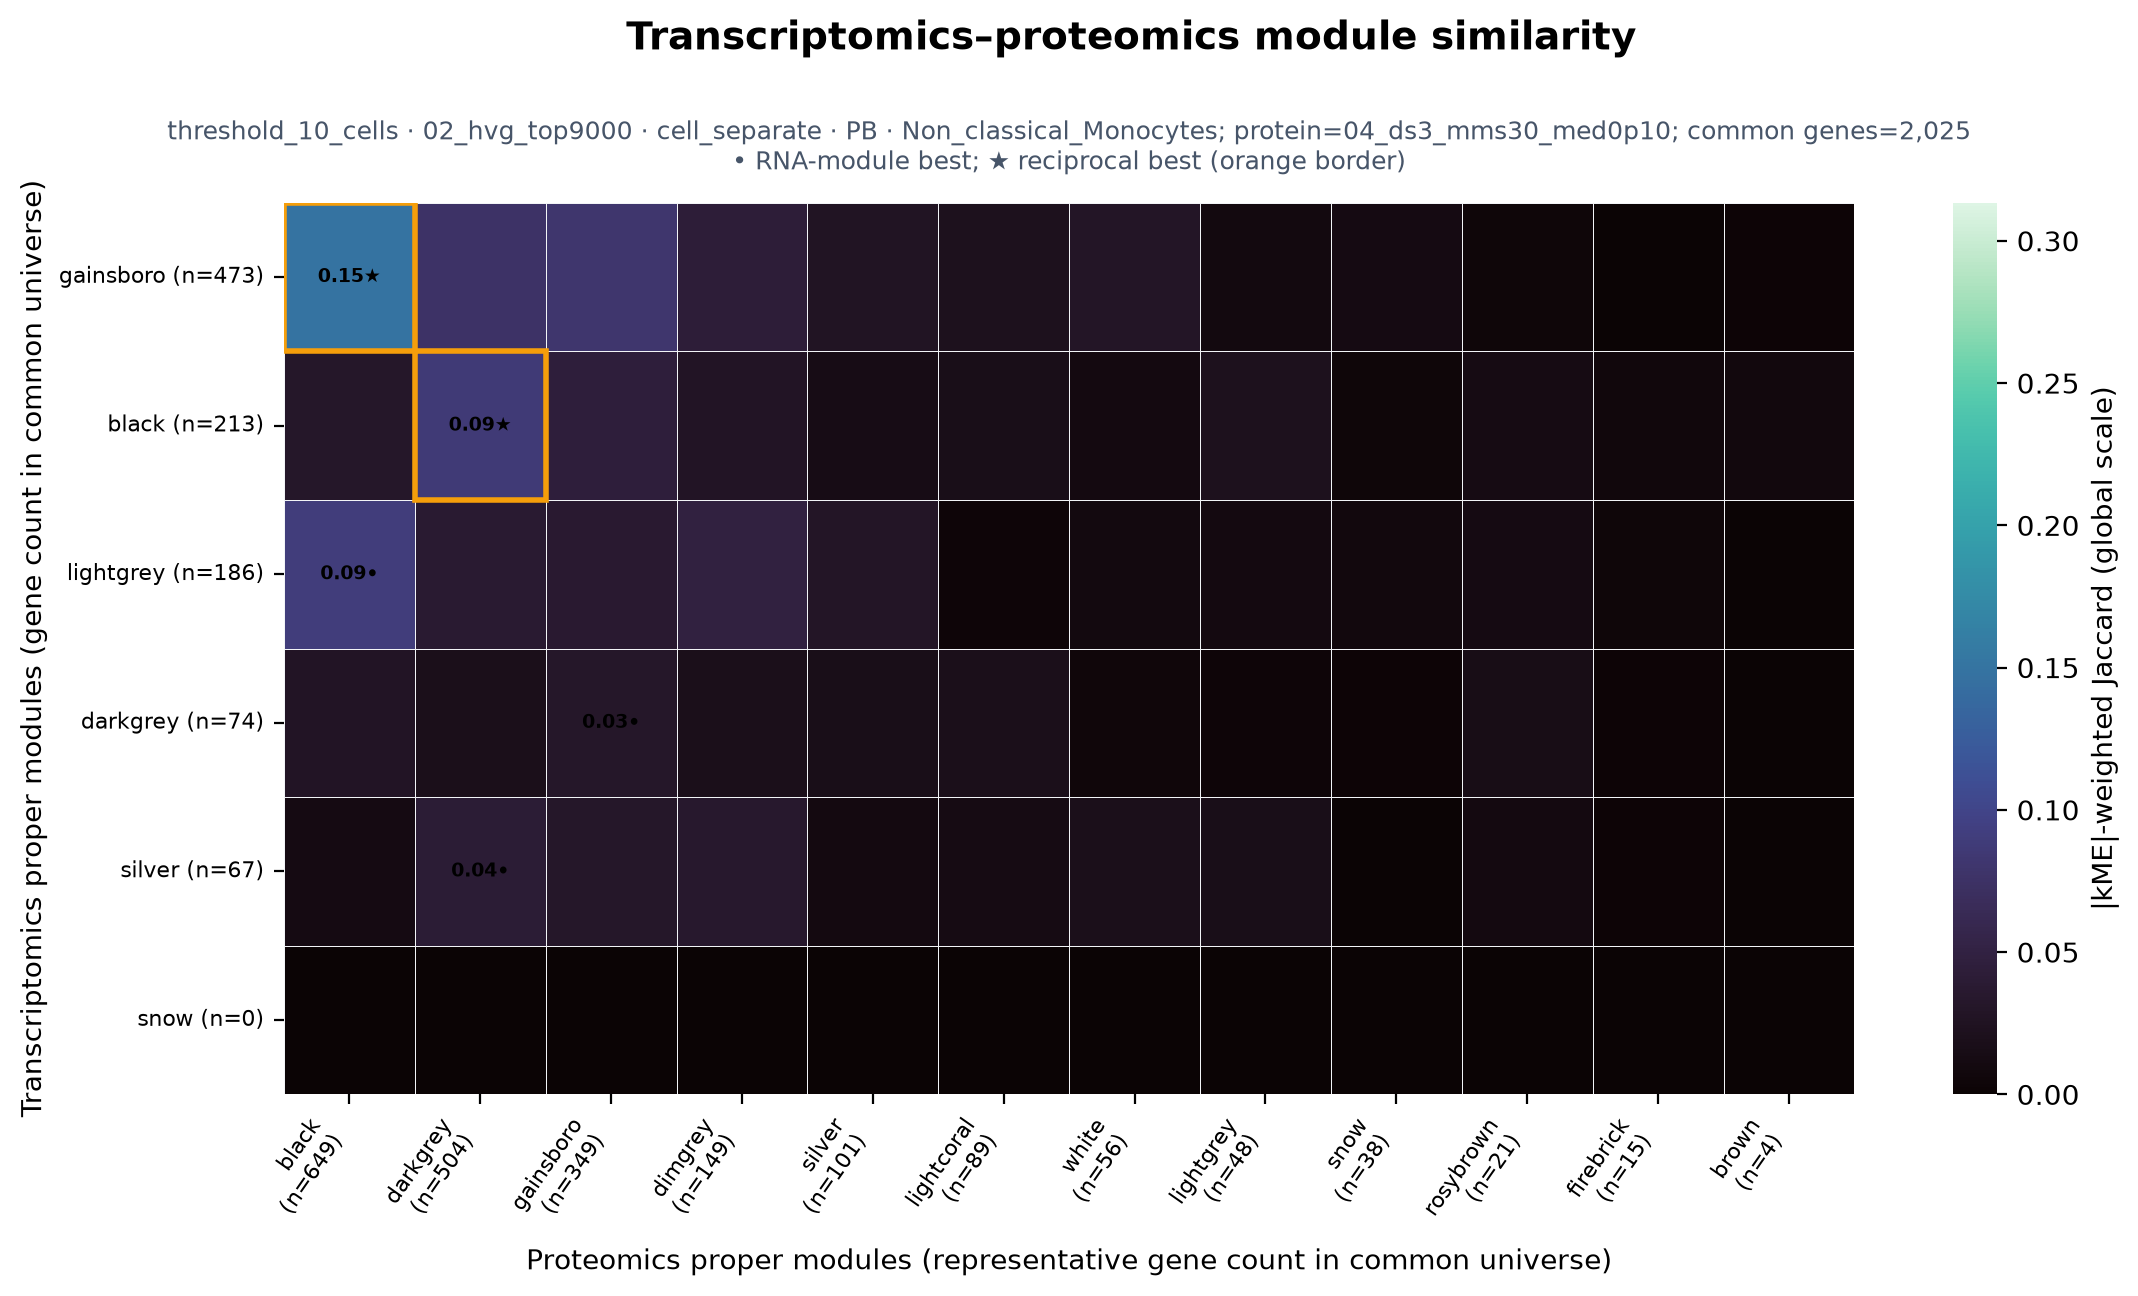 Transcriptomics–proteomics module similarity
threshold_10_cells · 02_hvg_top9000 · cell_separate · PB · Non_classical_Monocytes; protein=04_ds3_mms30_med0p10; common genes=2,025
• RNA-module best; ★ reciprocal best (orange border)
Transcriptomics proper modules (gene count in common universe)
gainsboro (n=473)
black (n=213)
lightgrey (n=186)
darkgrey (n=74)
silver (n=67)
snow (n=0)
0.15★
0.09★
0.09•
0.03•
0.04•
black
(n=649)
darkgrey
(n=504)
gainsboro
(n=349)
dimgrey
(n=149)
silver
(n=101)
lightcoral
(n=89)
white
(n=56)
lightgrey
(n=48)
snow
(n=38)
rosybrown
(n=21)
firebrick
(n=15)
brown
(n=4)
Proteomics proper modules (representative gene count in common universe)
0.30
0.25
0.20
0.15
0.10
0.05
0.00
|kME|-weighted Jaccard (global scale)